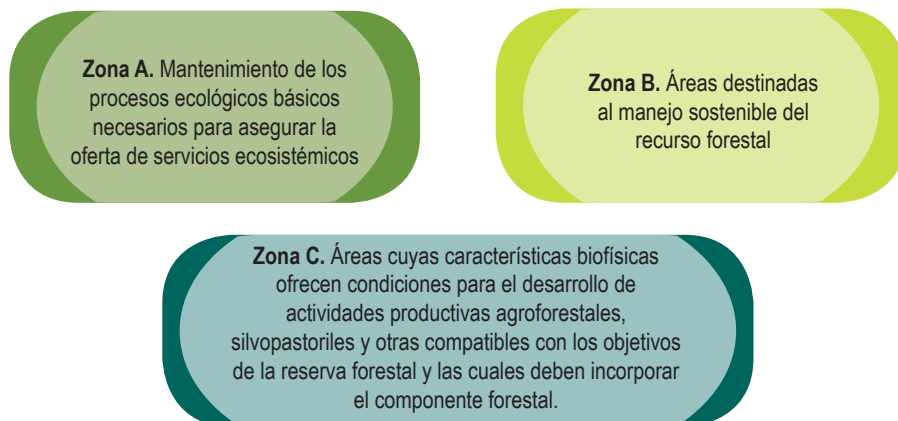 Zona A. Mantenimiento de los
procesos ecológicos básicos
necesarios para asegurar la
oferta de servicios ecosistémicos
Zona B. Áreas destinadas
al manejo sostenible del
recurso forestal
Zona C. Áreas cuyas características biofísicas
ofrecen condiciones para el desarrollo de
actividades productivas agroforestales,
silvopastoriles y otras compatibles con los objetivos
de la reserva forestal y las cuales deben incorporar
el componente forestal.